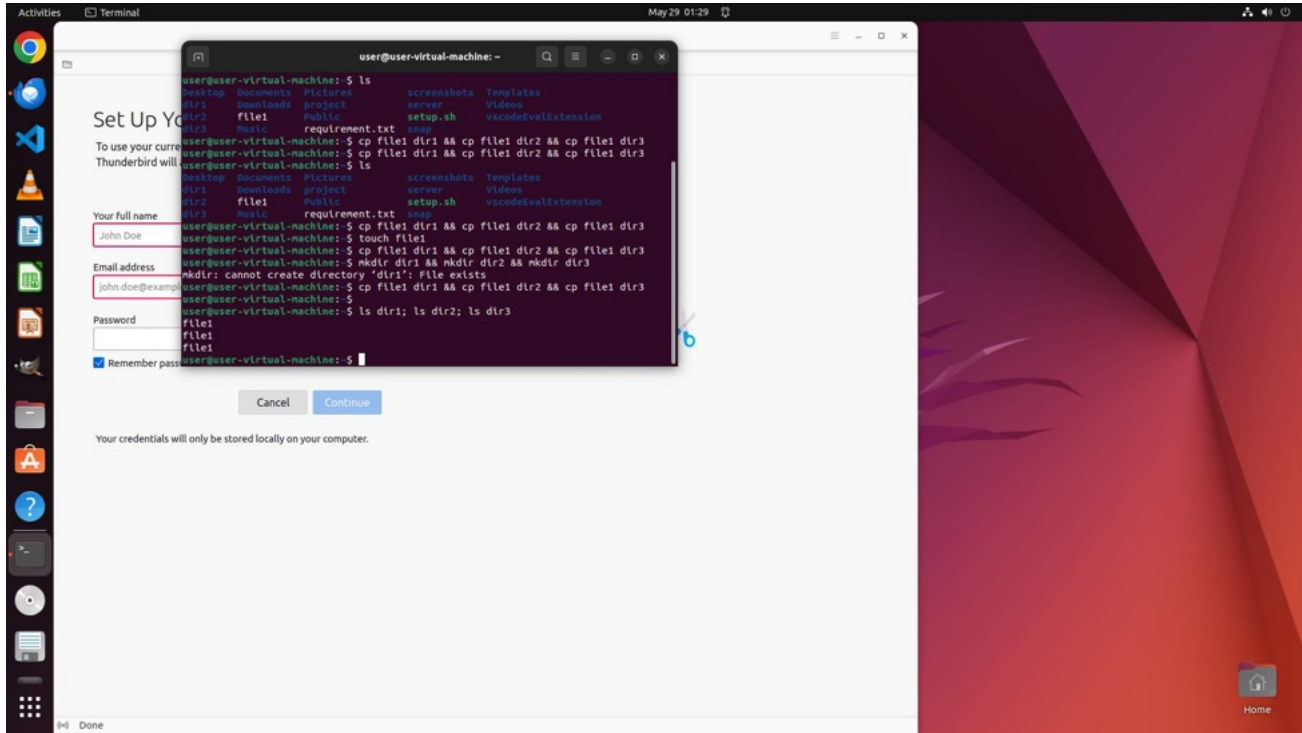 Activities
Terminal
May 29 01:29
Set Up Yo
To use your curre
Thunderbird will
Your full name
John Doe
Email address
john.doe@exampl
Password
Remember passw
Cancel
Continue
Your credentials will only be stored locally on your computer.
Done
user@user-virtual-machine: ~
user@user-virtual-machine:~$ ls
Desktop Documents Pictures screenshots Templates
dir1 Downloads project server Videos
dir2 file1 Public setup.sh vscodeEvalExtension
dir3 Music requirement.txt snap
user@user-virtual-machine:~$ cp file1 dir1 && cp file1 dir2 && cp file1 dir3
user@user-virtual-machine:~$ cp file1 dir1 && cp file1 dir2 && cp file1 dir3
user@user-virtual-machine:~$ ls
Desktop Documents Pictures screenshots Templates
dir1 Downloads project server Videos
dir2 file1 Public setup.sh vscodeEvalExtension
dir3 Music requirement.txt snap
user@user-virtual-machine:~$ cp file1 dir1 && cp file1 dir2 && cp file1 dir3
user@user-virtual-machine:~$ touch file1
user@user-virtual-machine:~$ cp file1 dir1 && cp file1 dir2 && cp file1 dir3
user@user-virtual-machine:~$ mkdir dir1 && mkdir dir2 && mkdir dir3
mkdir: cannot create directory ‘dir1’: File exists
user@user-virtual-machine:~$ cp file1 dir1 && cp file1 dir2 && cp file1 dir3
user@user-virtual-machine:~$
user@user-virtual-machine:~$ ls dir1; ls dir2; ls dir3
file1
file1
file1
user@user-virtual-machine:~$
Home